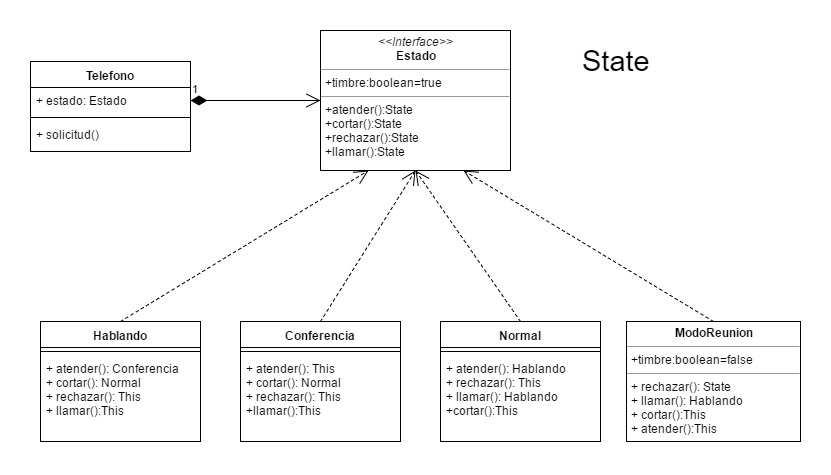 State
<<Interface>>
Estado
+timbre:boolean=true
+atender():State
+cortar():State
+rechazar():State
+llamar():State
Telefono
+ estado: Estado
+ solicitud()
1
Hablando
+ atender(): Conferencia
+ cortar(): Normal
+ rechazar(): This
+ llamar():This
Conferencia
+ atender(): This
+ cortar(): Normal
+ rechazar(): This
+llamar():This
Normal
+ atender(): Hablando
+ rechazar(): This
+ llamar(): Hablando
+cortar():This
ModoReunion
+timbre:boolean=false
+ rechazar(): State
+ llamar(): Hablando
+ cortar():This
+ atender():This